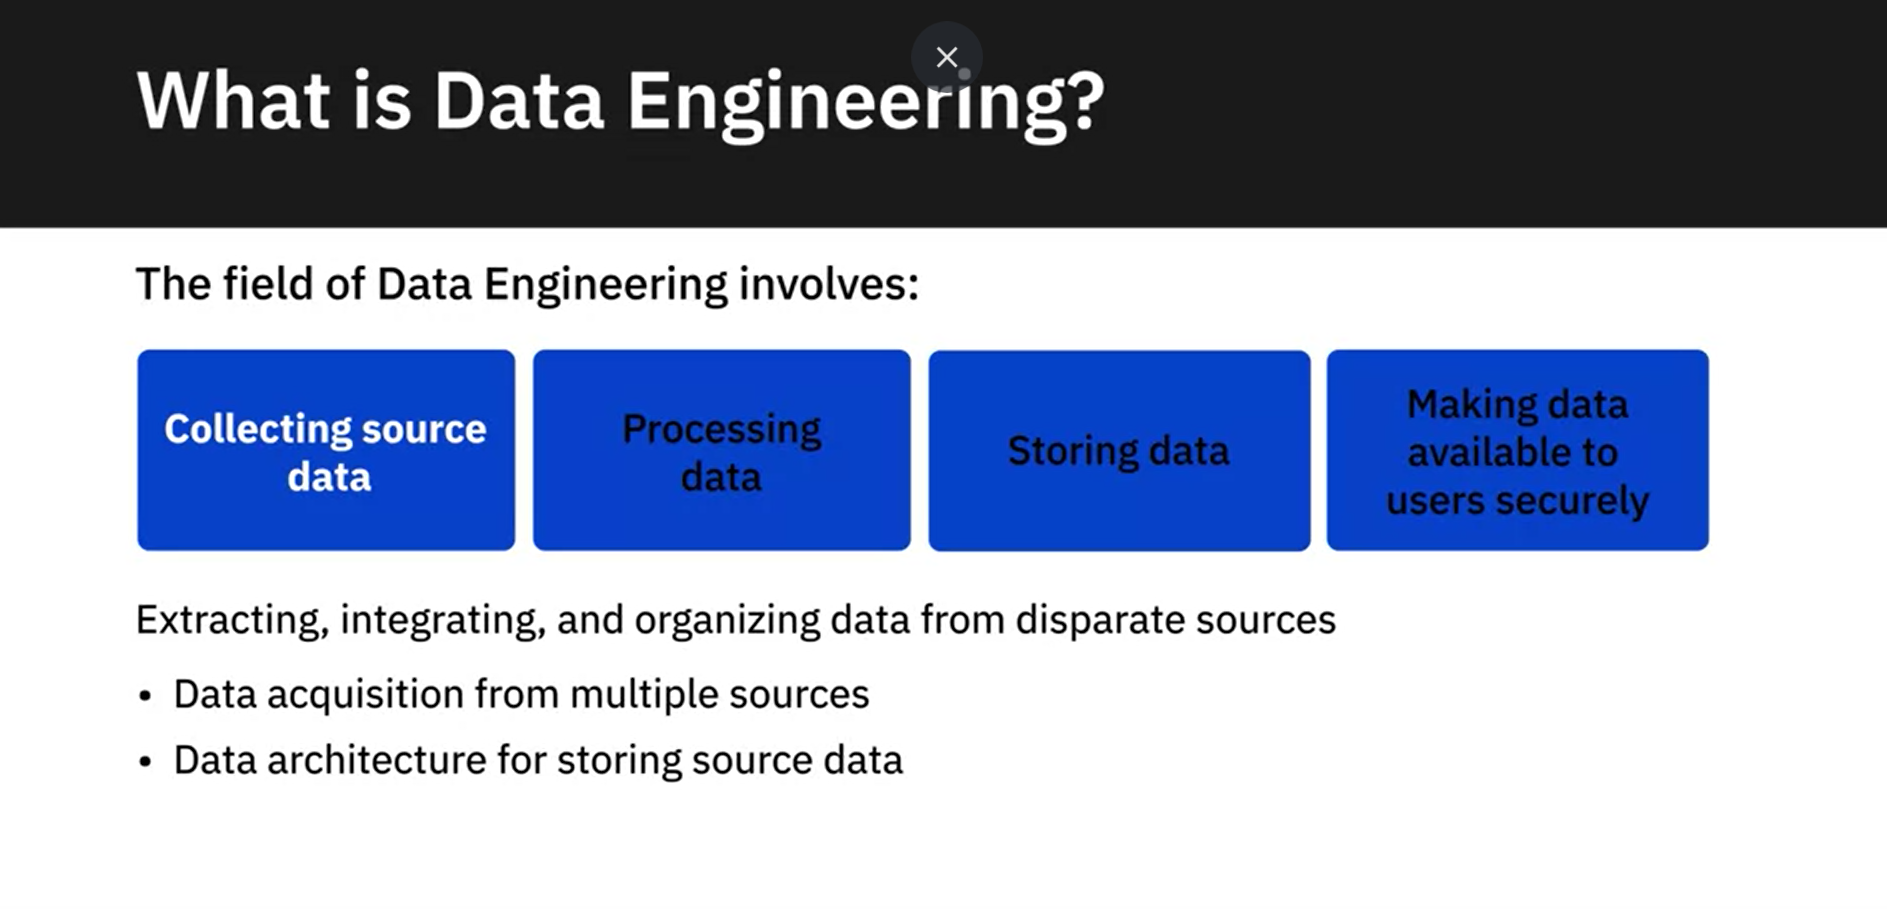 What is Data Engineering?
The field of Data Engineering involves:
Collecting source
data
Processing
data
Storing data
Making data
available to
users securely
Extracting, integrating, and organizing data from disparate sources
• Data acquisition from multiple sources
• Data architecture for storing source data